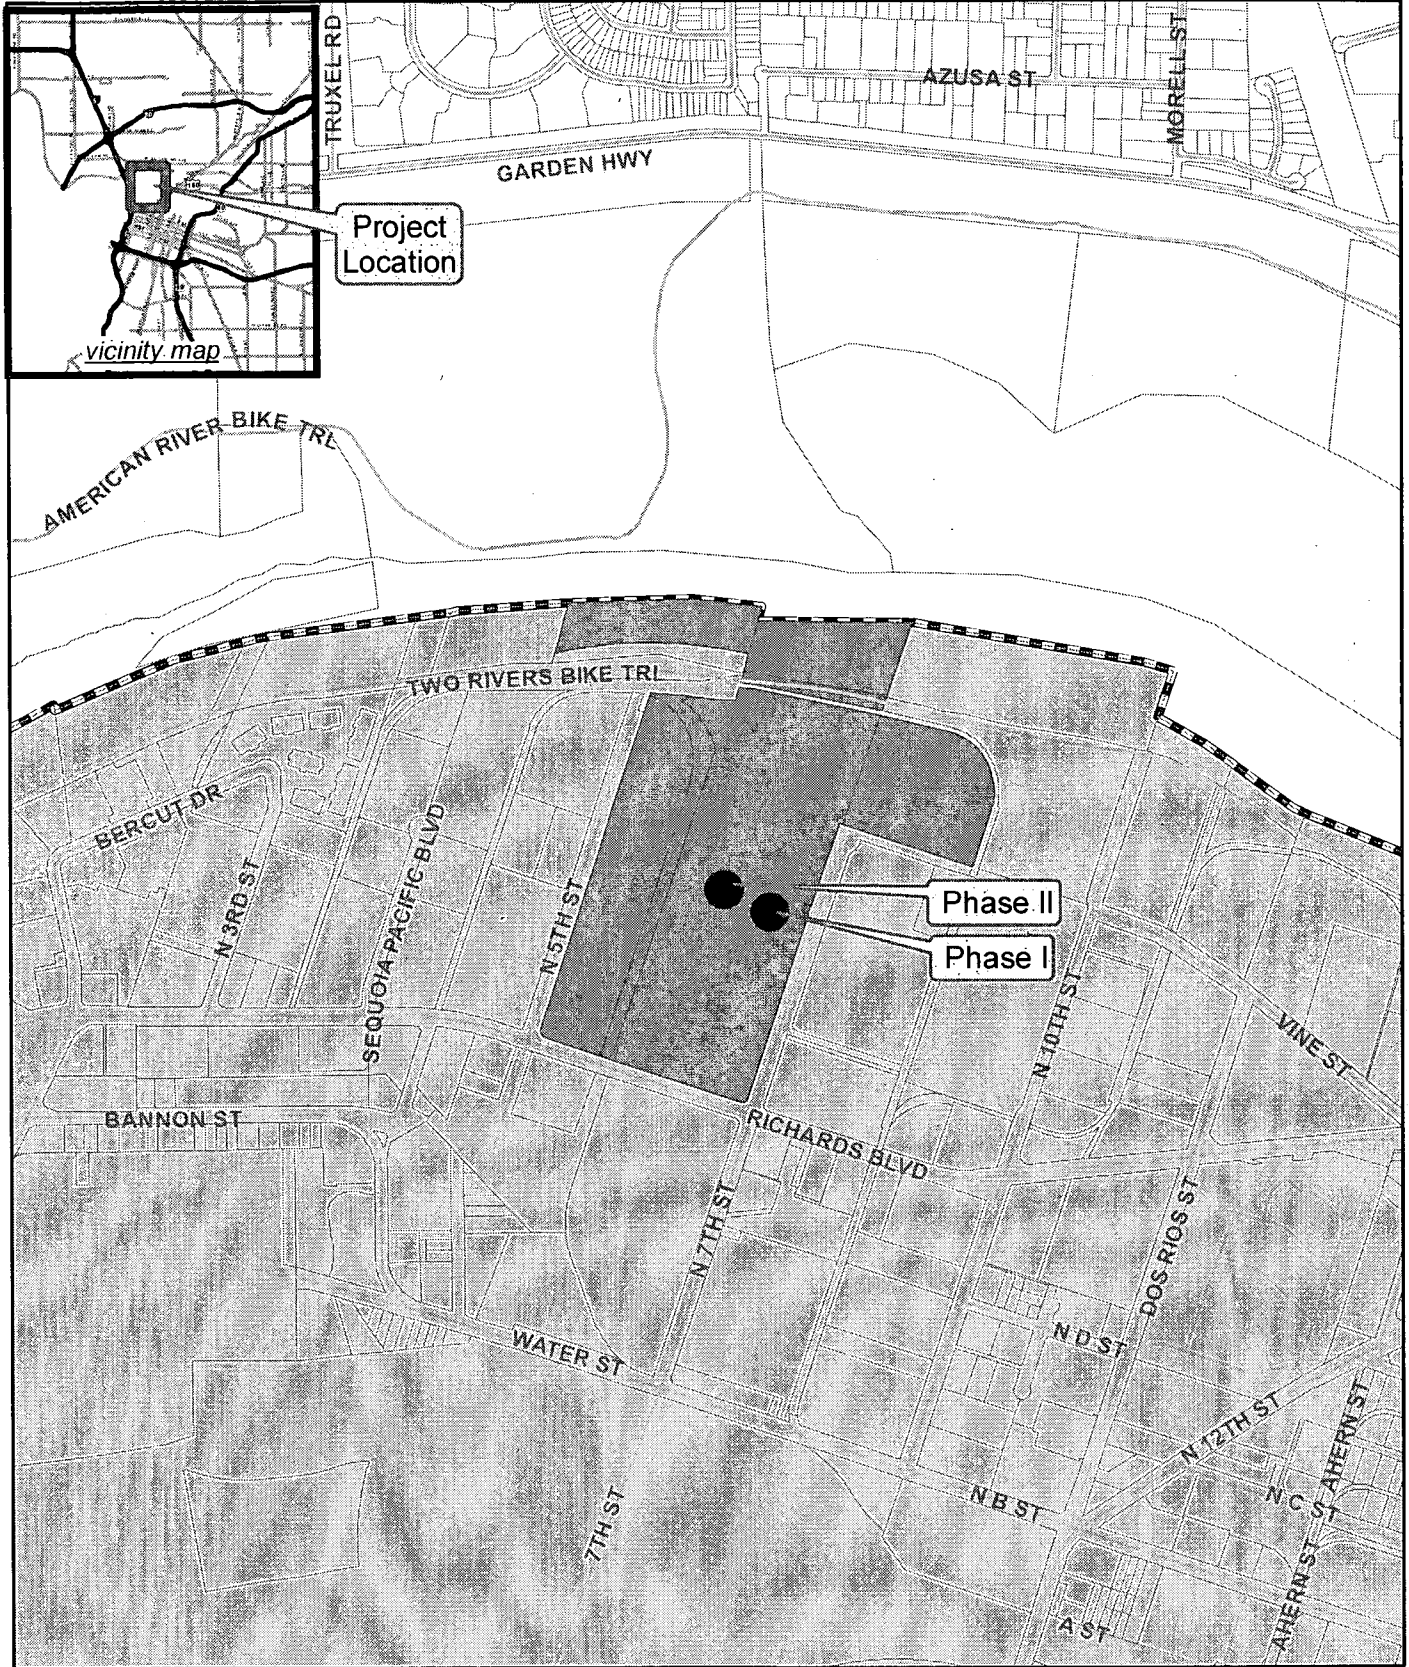 TRUXEL RD
AZUSA ST
MORELL ST
GARDEN HWY
Project
Location
vicinity map
AMERICAN RIVER BIKE TRL
TWO RIVERS BIKE TRL
BERCUT DR
N 3RD ST
SEQUOIA PACIFIC BLVD
N 5TH ST
Phase II
Phase I
N 10TH ST
VINE ST
BANNON ST
RICHARDS BLVD
N 7TH ST
DOS RIOS ST
WATER ST
N D ST
N 12TH ST
AHERN ST
N B ST
N C ST
7TH ST
A ST
AHERN ST